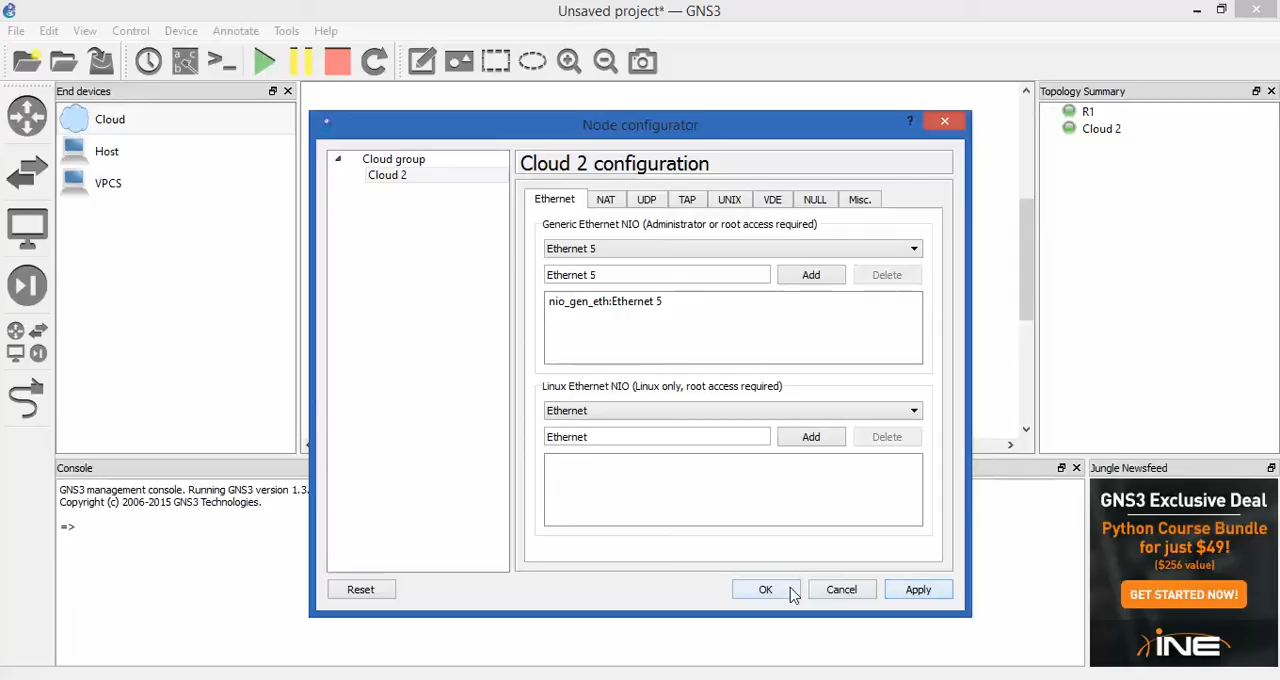 Unsaved project* — GNS3
File Edit View Control Device Annotate Tools Help
End devices
Cloud
Host
VPCS
Node configurator
?
Cloud group
Cloud 2
Cloud 2 configuration
Ethernet NAT UDP TAP UNIX VDE NULL Misc.
Generic Ethernet NIO (Administrator or root access required)
Ethernet 5
Ethernet 5 Add Delete
nio_gen_eth:Ethernet 5
Linux Ethernet NIO (Linux only, root access required)
Ethernet
Ethernet Add Delete
Reset OK Cancel Apply
Topology Summary
R1
Cloud 2
Console
GNS3 management console. Running GNS3 version 1.3.
Copyright (c) 2006-2015 GNS3 Technologies.
=>
Jungle Newsfeed
GNS3 Exclusive Deal
Python Course Bundle
for just $49!
($256 value)
GET STARTED NOW!
iNE